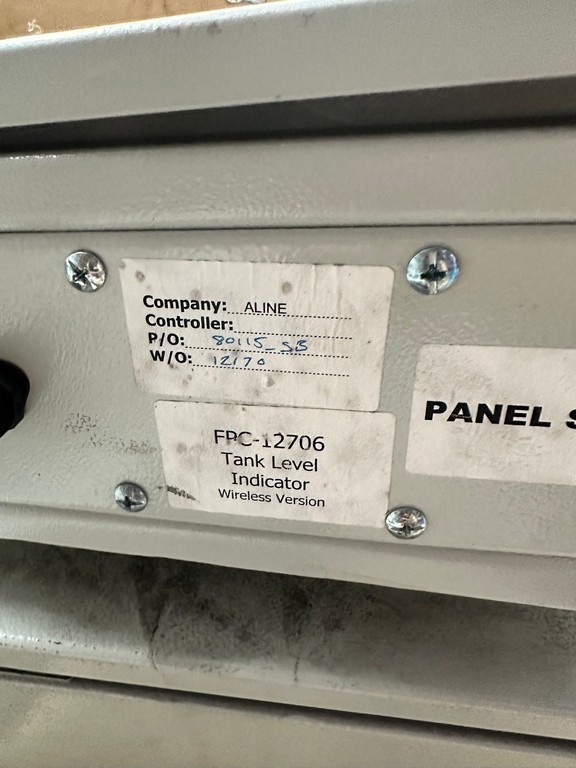 Company: ALINE
Controller:
P/O: 80115_SB
W/O: 12170
FPC-12706
Tank Level
Indicator
Wireless Version
PANEL S